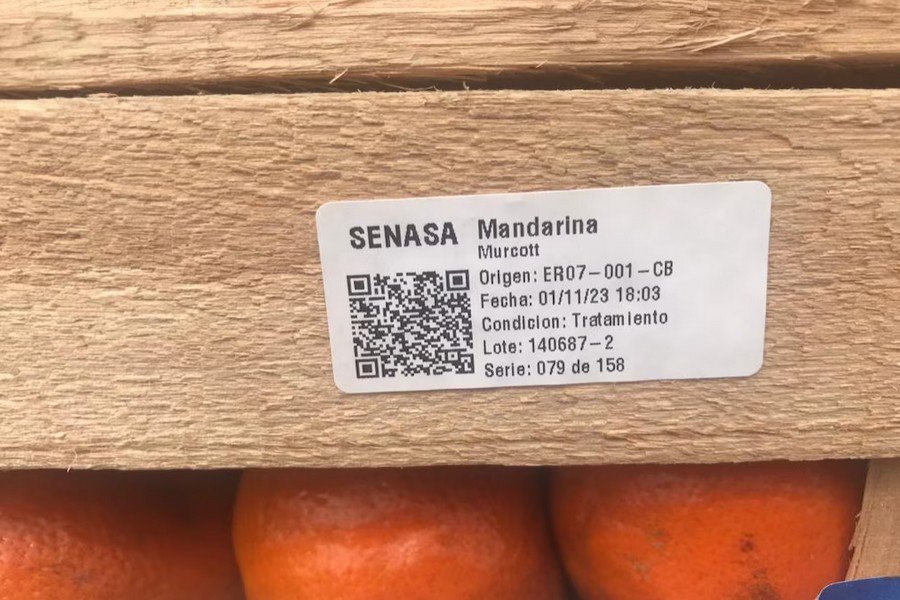 SENASA Mandarina
Murcott
Origen: ER07-001-CB
Fecha: 01/11/23 18:03
Condicion: Tratamiento
Lote: 140687-2
Serie: 079 de 158